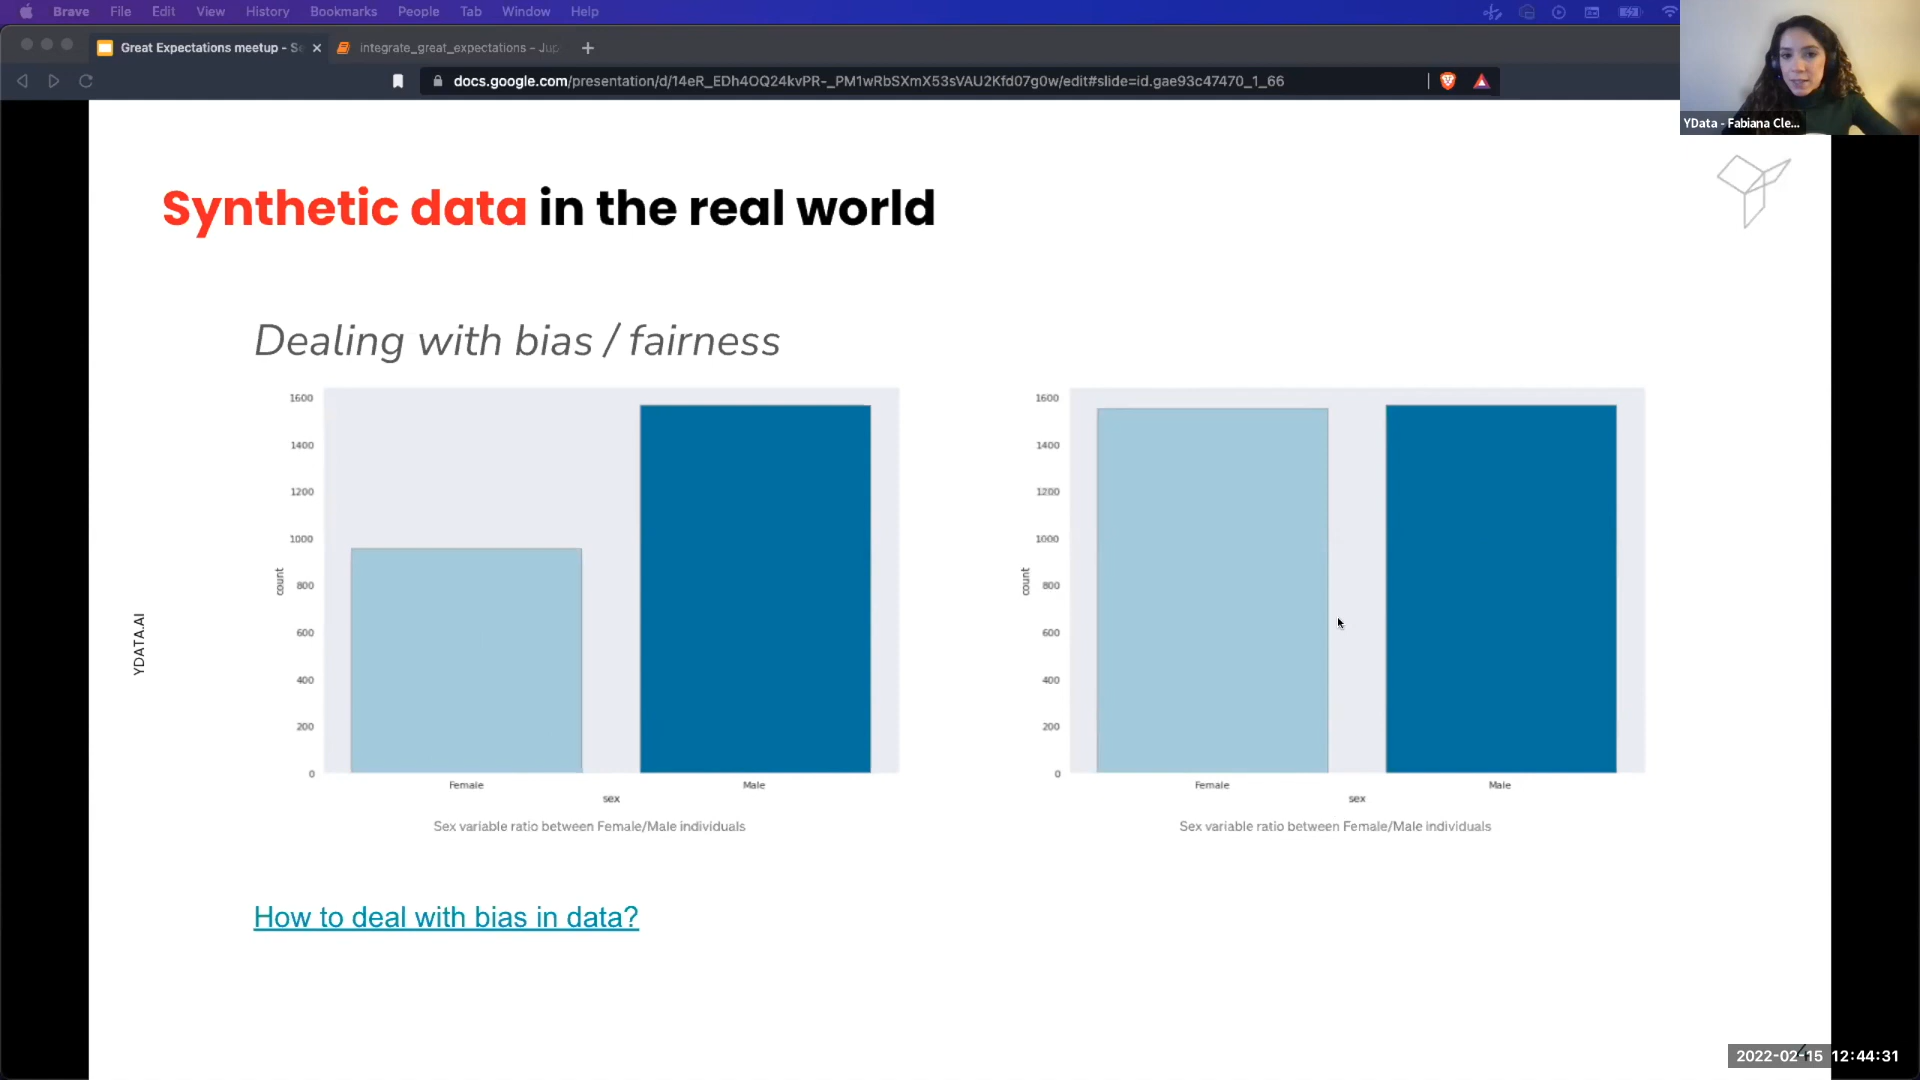 Brave File Edit View History Bookmarks People Tab Window Help
Great Expectations meetup - Se
integrate_great_expectations – Jup
docs.google.com/presentation/d/14eR_EDh4OQ24kvPR-_PM1wRbSXmX53sVAU2Kfd07g0w/edit#slide=id.gae93c47470_1_66
YData - Fabiana Cle...
Synthetic data in the real world
Dealing with bias / fairness
1600
1400
1200
1000
800
600
400
200
0
count
Female Male
sex
Sex variable ratio between Female/Male individuals
1600
1400
1200
1000
800
600
400
200
0
count
Female Male
sex
Sex variable ratio between Female/Male individuals
YDATA.AI
How to deal with bias in data?
2022-02-15 12:44:31